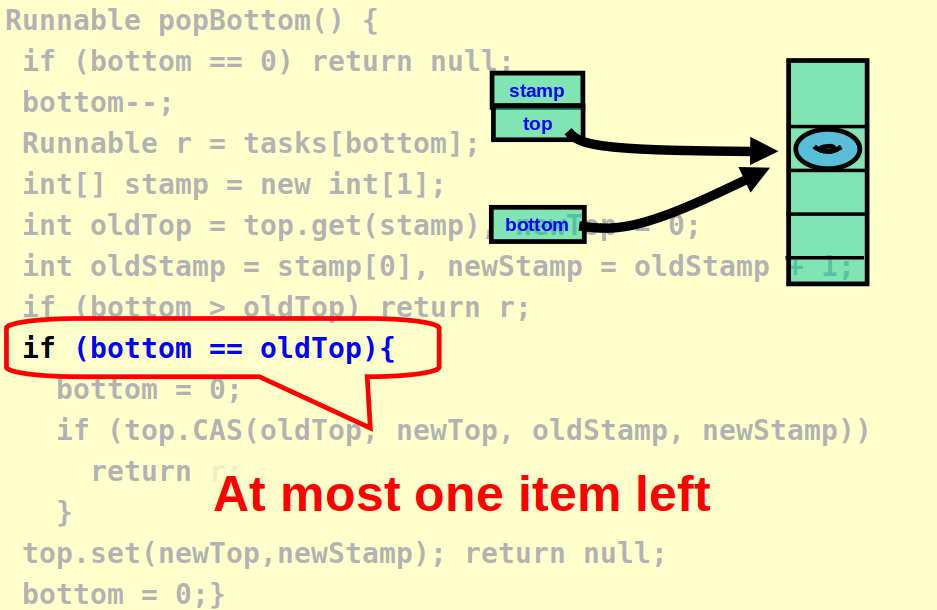 Runnable popBottom() {
if (bottom == 0) return null;
bottom--;
Runnable r = tasks[bottom];
int[] stamp = new int[1];
int oldTop = top.get(stamp), newTop = 0;
int oldStamp = stamp[0], newStamp = oldStamp + 1;
if (bottom > oldTop) return r;
if (bottom == oldTop){
bottom = 0;
if (top.CAS(oldTop, newTop, oldStamp, newStamp))
return r;
}
top.set(newTop,newStamp); return null;
bottom = 0;}
stamp
top
bottom
At most one item left